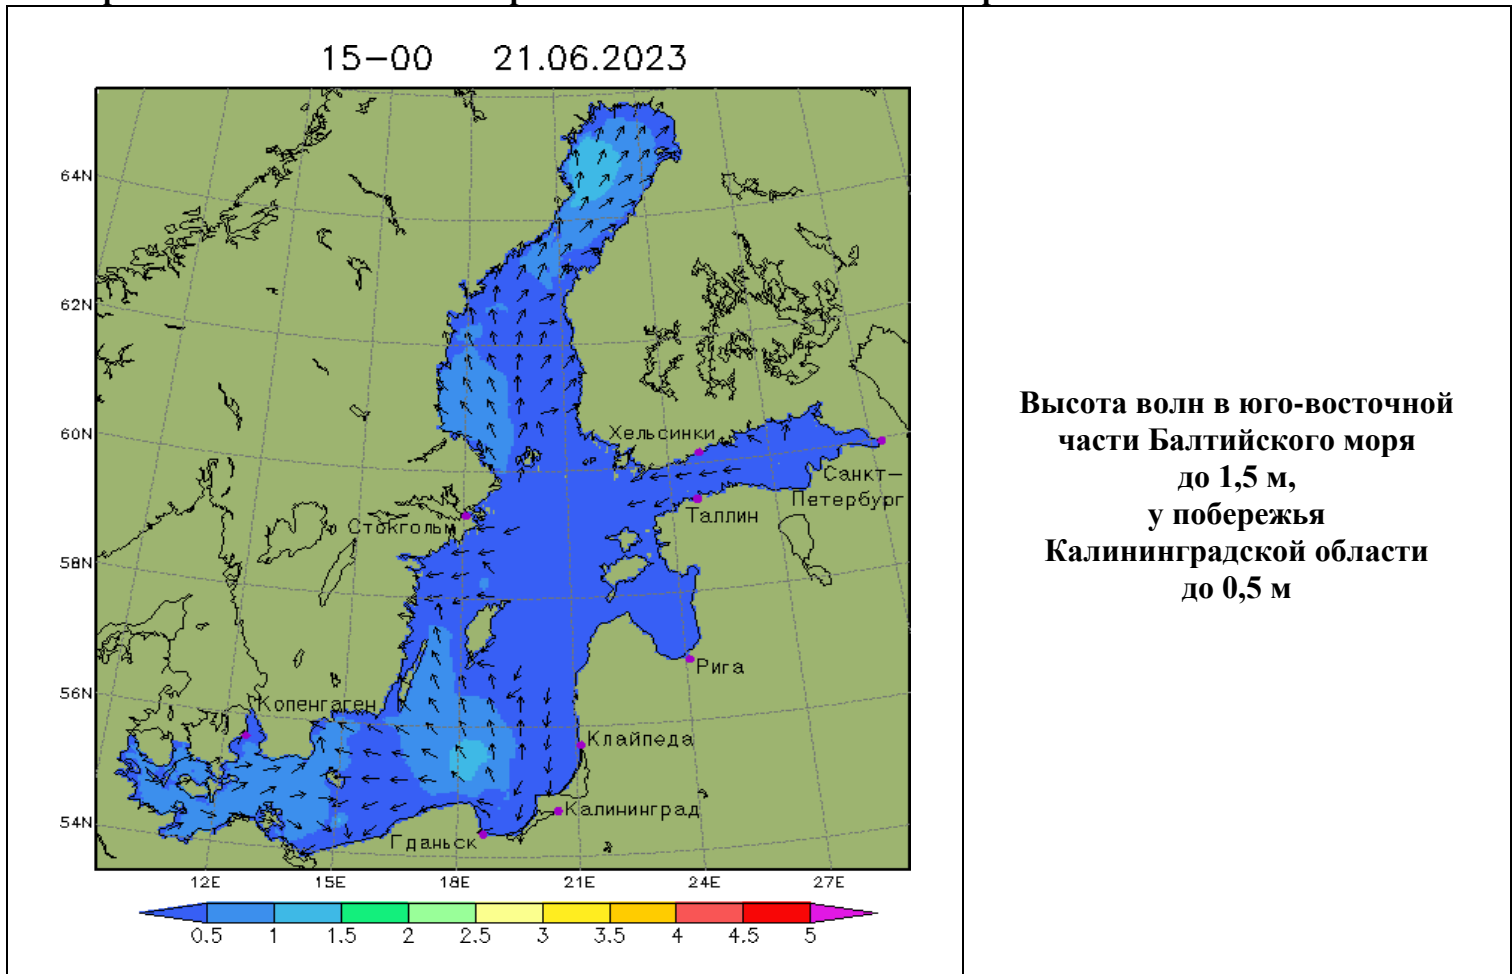 15-00 21.06.2023
64N
62N
60N
58N
56N
54N
Хельсинки
Санкт-
Петербург
Таллин
Стокгольм
Рига
Копенгаген
Клайпеда
Калининград
Гданьск
12E 15E 18E 21E 24E 27E
0.5 1 1.5 2 2.5 3 3.5 4 4.5 5
Высота волн в юго-восточной
части Балтийского моря
до 1,5 м,
у побережья
Калининградской области
до 0,5 м